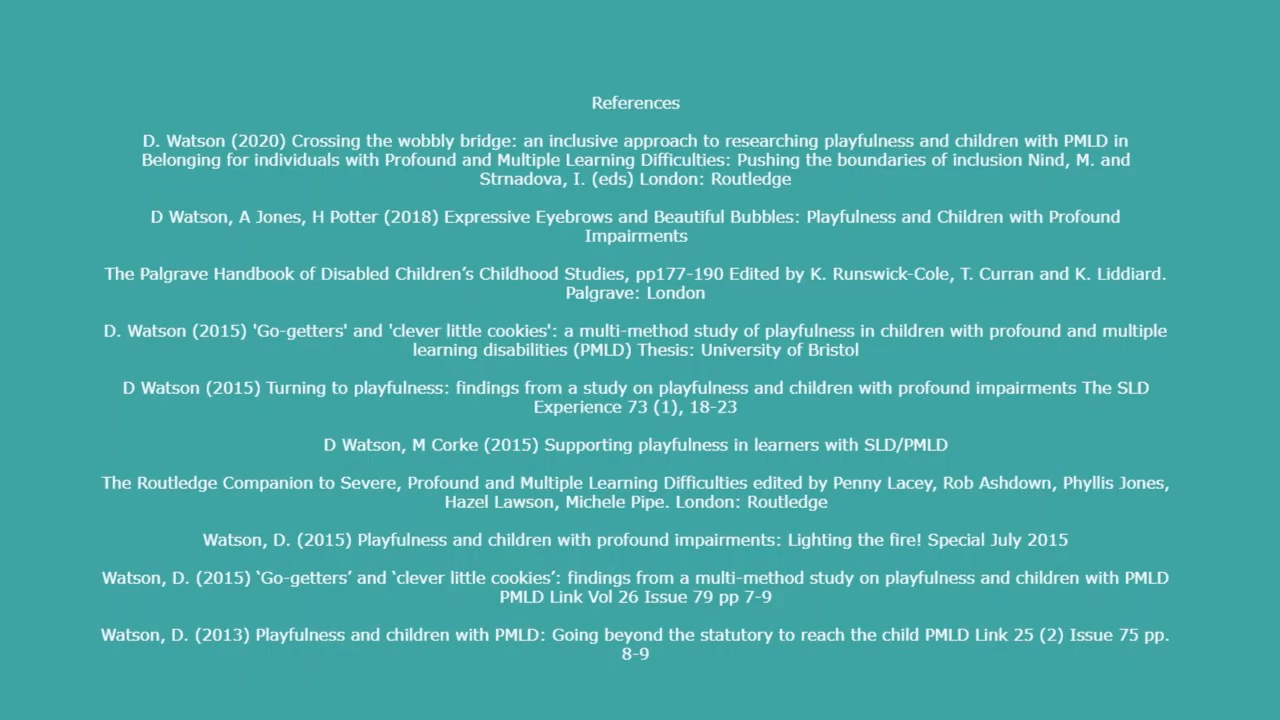 References
D. Watson (2020) Crossing the wobbly bridge: an inclusive approach to researching playfulness and children with PMLD in
Belonging for individuals with Profound and Multiple Learning Difficulties: Pushing the boundaries of inclusion Nind, M. and
Strnadova, I. (eds) London: Routledge
D Watson, A Jones, H Potter (2018) Expressive Eyebrows and Beautiful Bubbles: Playfulness and Children with Profound
Impairments
The Palgrave Handbook of Disabled Children’s Childhood Studies, pp177-190 Edited by K. Runswick-Cole, T. Curran and K. Liddiard.
Palgrave: London
D. Watson (2015) 'Go-getters' and 'clever little cookies': a multi-method study of playfulness in children with profound and multiple
learning disabilities (PMLD) Thesis: University of Bristol
D Watson (2015) Turning to playfulness: findings from a study on playfulness and children with profound impairments The SLD
Experience 73 (1), 18-23
D Watson, M Corke (2015) Supporting playfulness in learners with SLD/PMLD
The Routledge Companion to Severe, Profound and Multiple Learning Difficulties edited by Penny Lacey, Rob Ashdown, Phyllis Jones,
Hazel Lawson, Michele Pipe. London: Routledge
Watson, D. (2015) Playfulness and children with profound impairments: Lighting the fire! Special July 2015
Watson, D. (2015) ‘Go-getters’ and ‘clever little cookies’: findings from a multi-method study on playfulness and children with PMLD
PMLD Link Vol 26 Issue 79 pp 7-9
Watson, D. (2013) Playfulness and children with PMLD: Going beyond the statutory to reach the child PMLD Link 25 (2) Issue 75 pp.
8-9